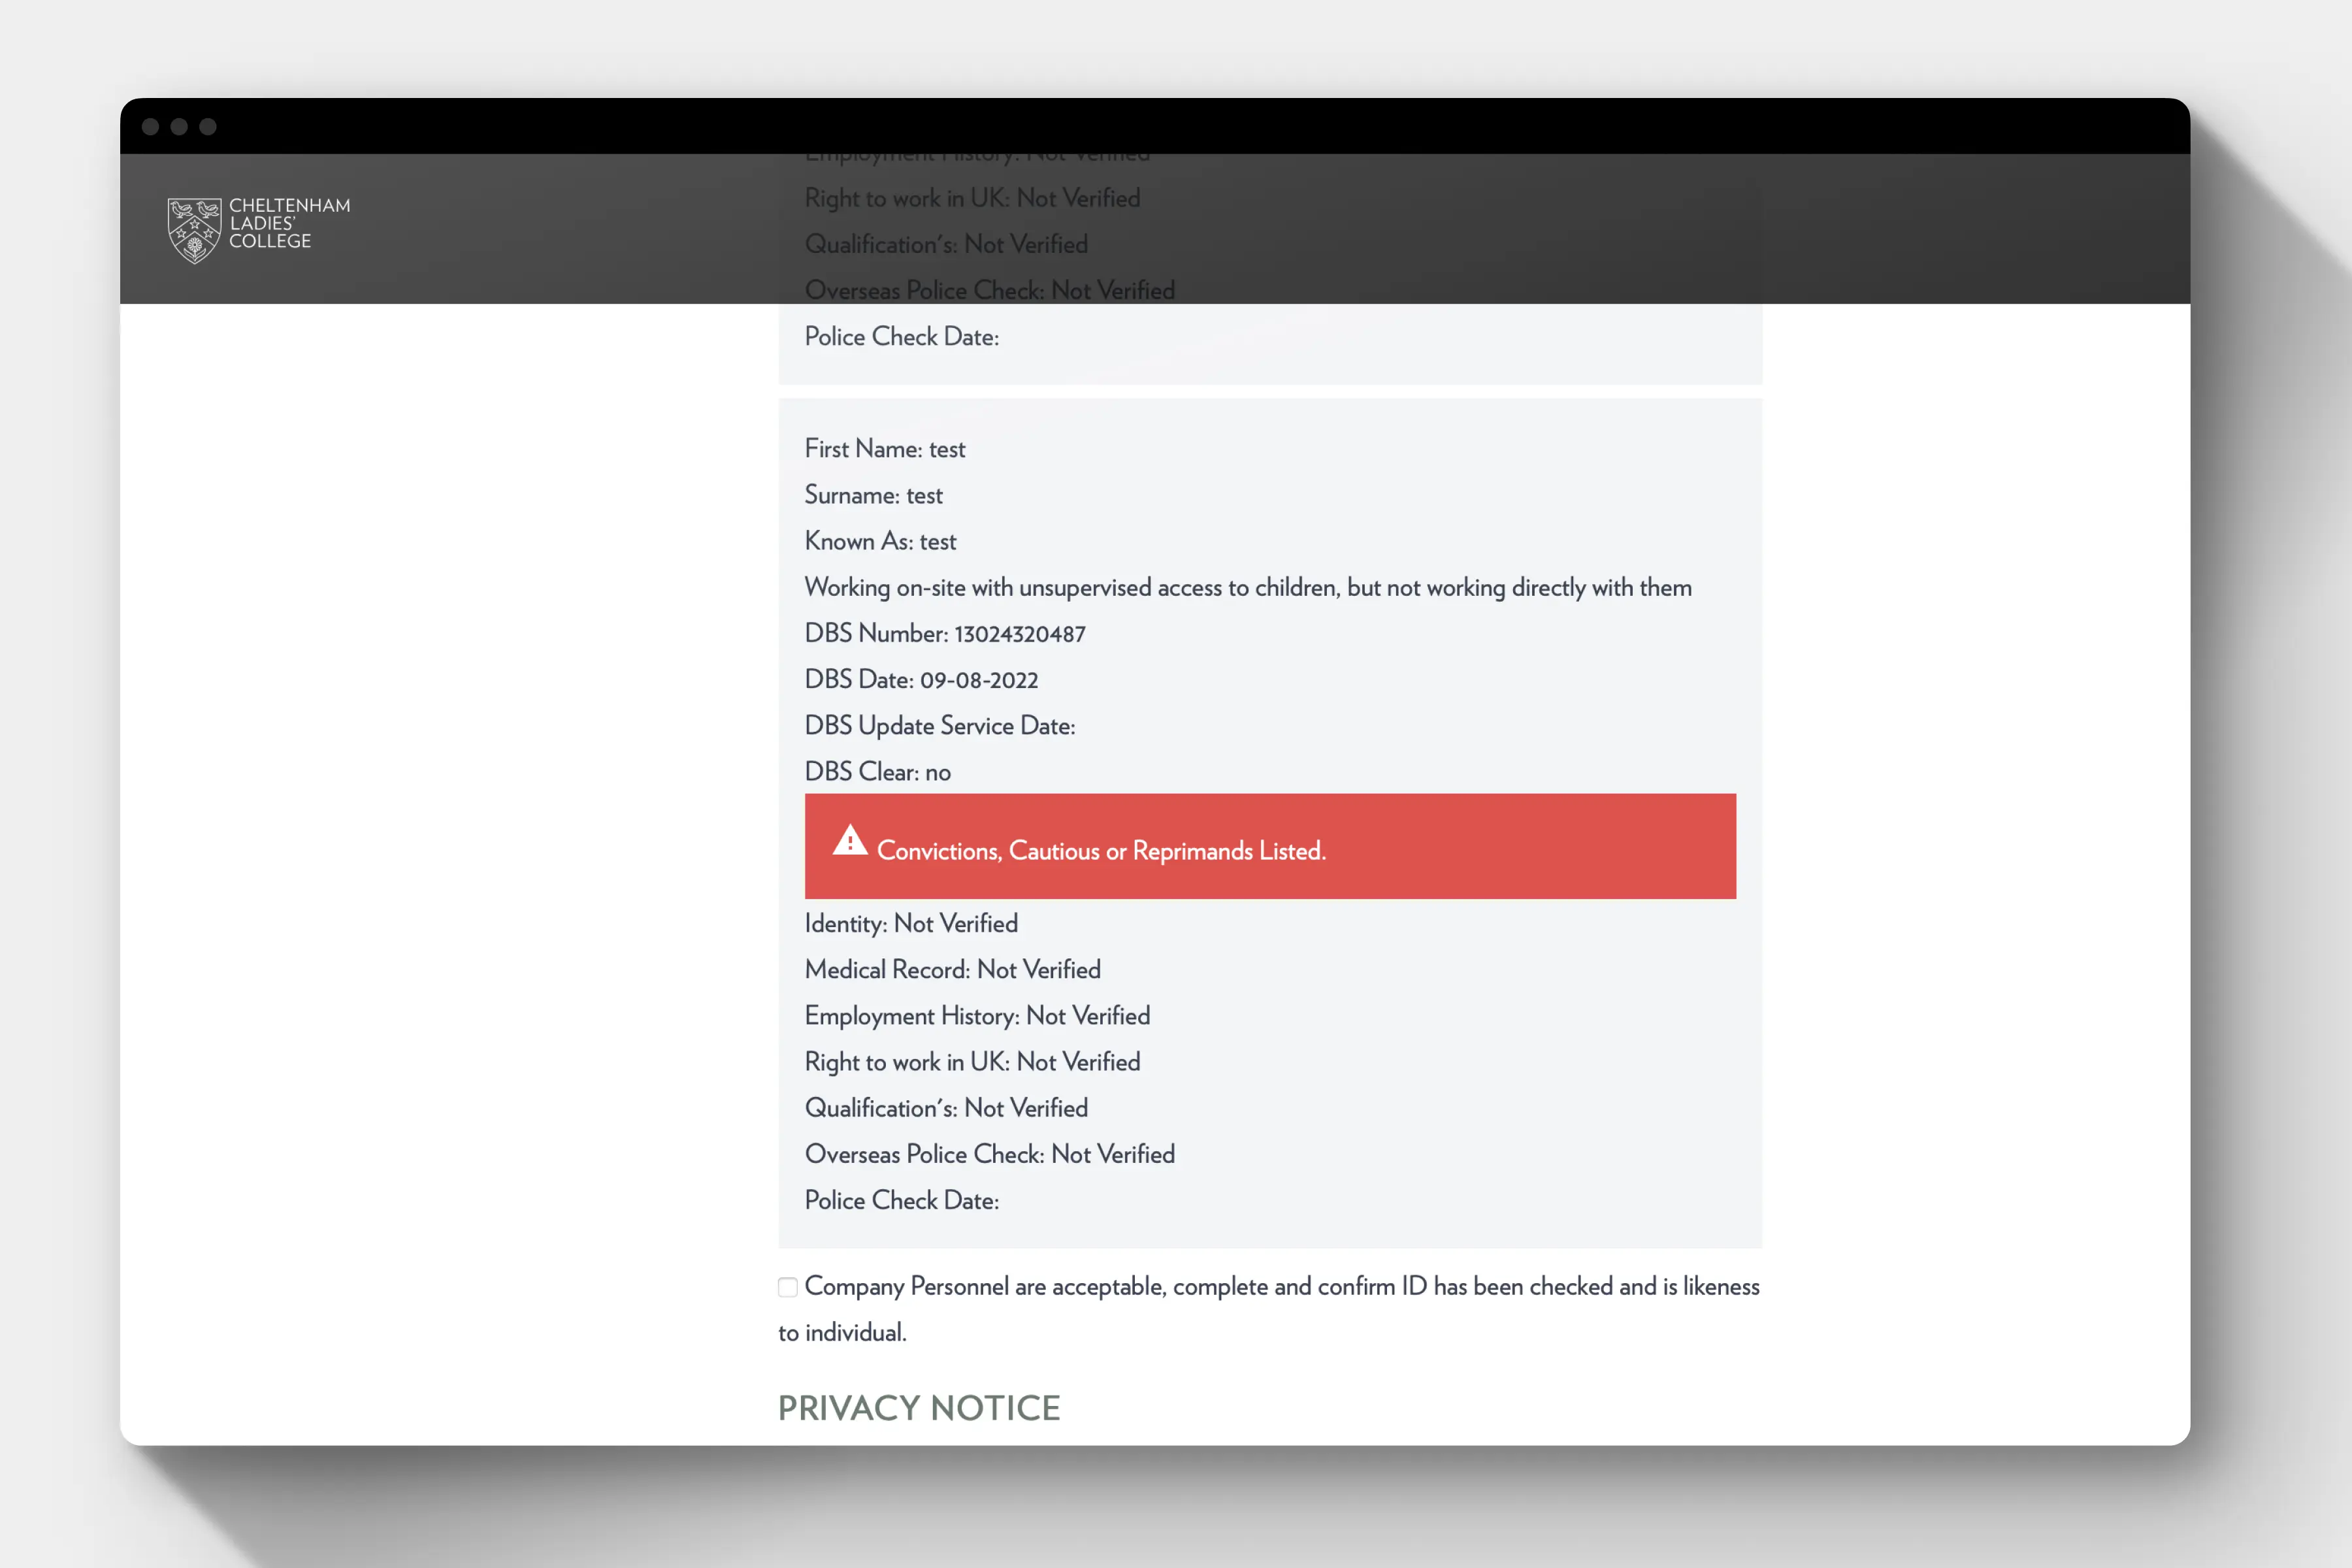 CHELTENHAM
LADIES'
COLLEGE
Employment History: Not Verified
Right to work in UK: Not Verified
Qualification's: Not Verified
Overseas Police Check: Not Verified
Police Check Date:
First Name: test
Surname: test
Known As: test
Working on-site with unsupervised access to children, but not working directly with them
DBS Number: 13024320487
DBS Date: 09-08-2022
DBS Update Service Date:
DBS Clear: no
Convictions, Cautious or Reprimands Listed.
Identity: Not Verified
Medical Record: Not Verified
Employment History: Not Verified
Right to work in UK: Not Verified
Qualification's: Not Verified
Overseas Police Check: Not Verified
Police Check Date:
Company Personnel are acceptable, complete and confirm ID has been checked and is likeness
to individual.
PRIVACY NOTICE